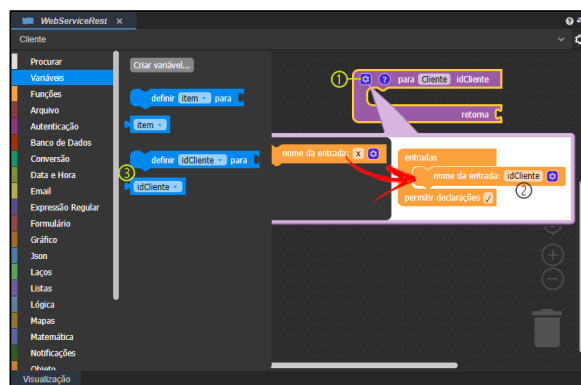 WebServiceRest ×
Cliente
Procurar
Variáveis
Funções
Arquivo
Autenticação
Banco de Dados
Conversão
Data e Hora
Email
Expressão Regular
Formulário
Gráfico
Json
Laços
Listas
Lógica
Mapas
Matemática
Notificações
Objeto
Visualização
Criar variável...
definir item para
item
definir idCliente para
3
idCliente
1 ? para Cliente idCliente
retorna
nome da entrada: x
entradas
nome da entrada: idCliente
2
permitir declarações